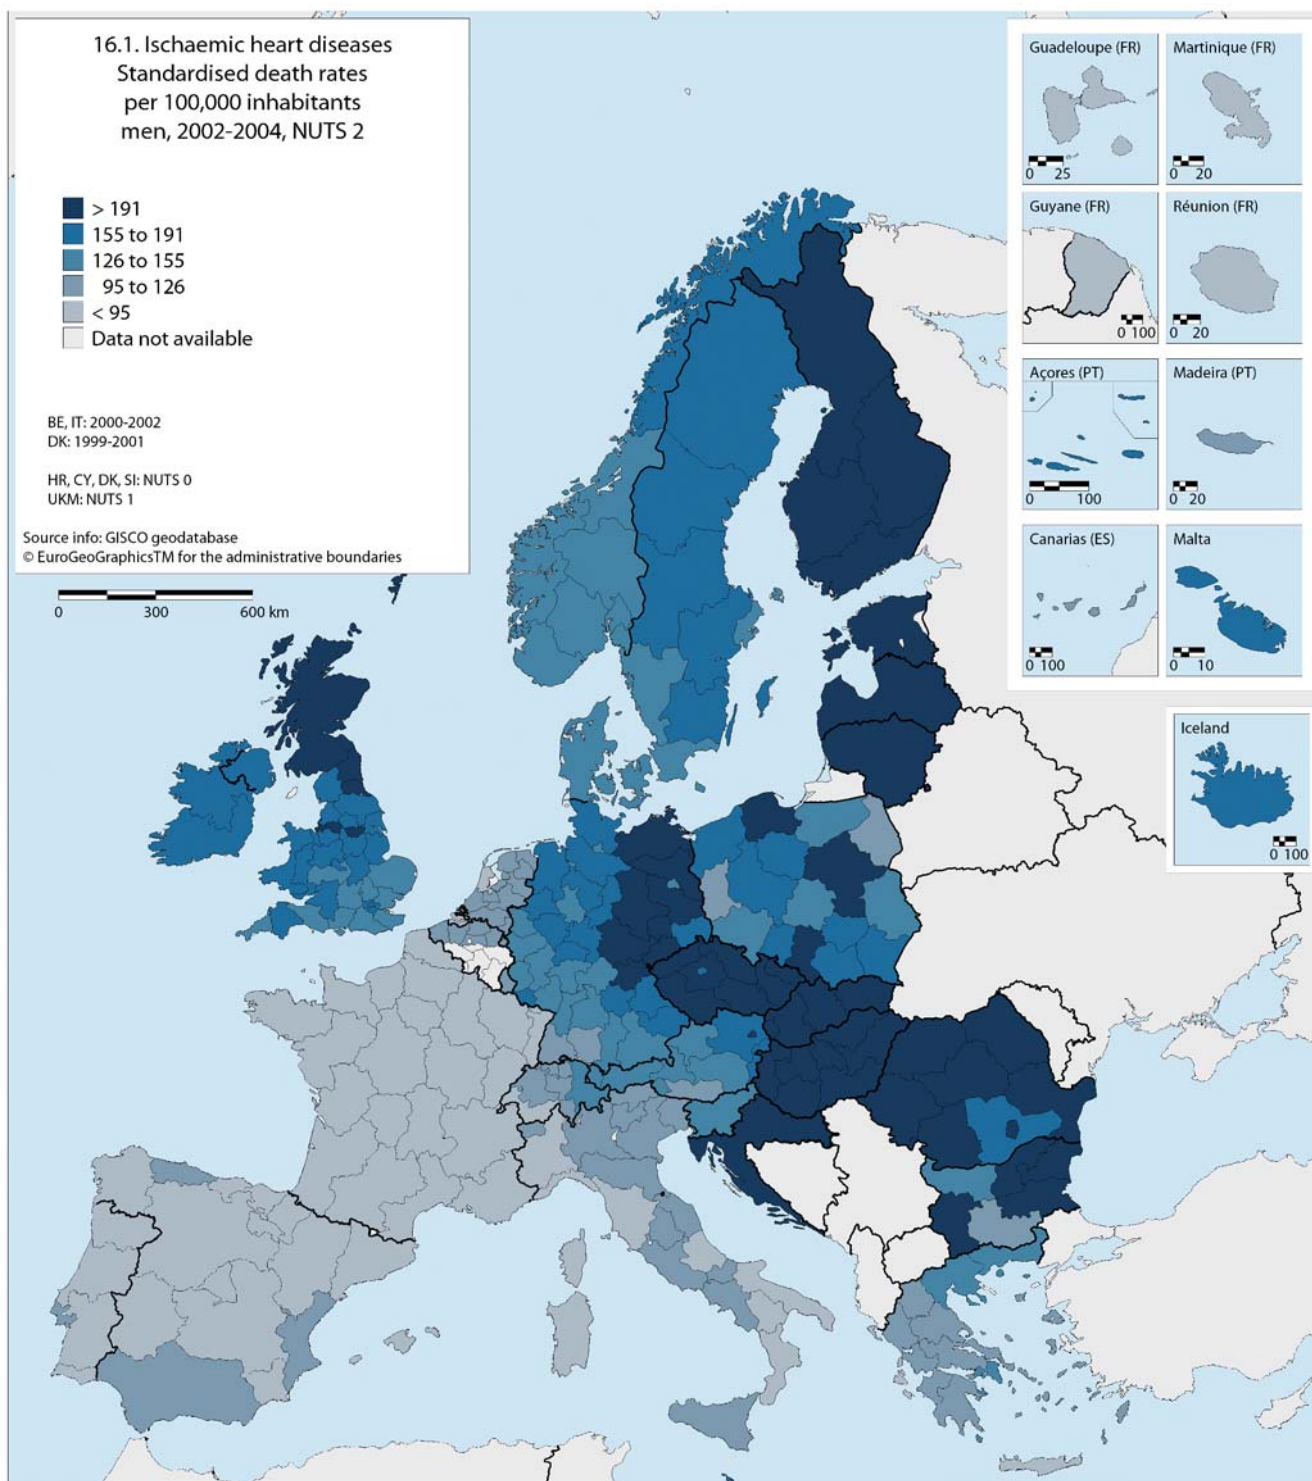 16.1. Ischaemic heart diseases
Standardised death rates
per 100,000 inhabitants
men, 2002-2004, NUTS 2
> 191
155 to 191
126 to 155
95 to 126
< 95
Data not available
BE, IT: 2000-2002
DK: 1999-2001
HR, CY, DK, SI: NUTS 0
UKM: NUTS 1
Source info: GISCO geodatabase
© EuroGeoGraphicsTM for the administrative boundaries
0 300 600 km
Guadeloupe (FR)
0 25
Martinique (FR)
0 20
Guyane (FR)
0 100
Réunion (FR)
0 20
Açores (PT)
0 100
Madeira (PT)
0 20
Canarias (ES)
0 100
Malta
0 10
Iceland
0 100